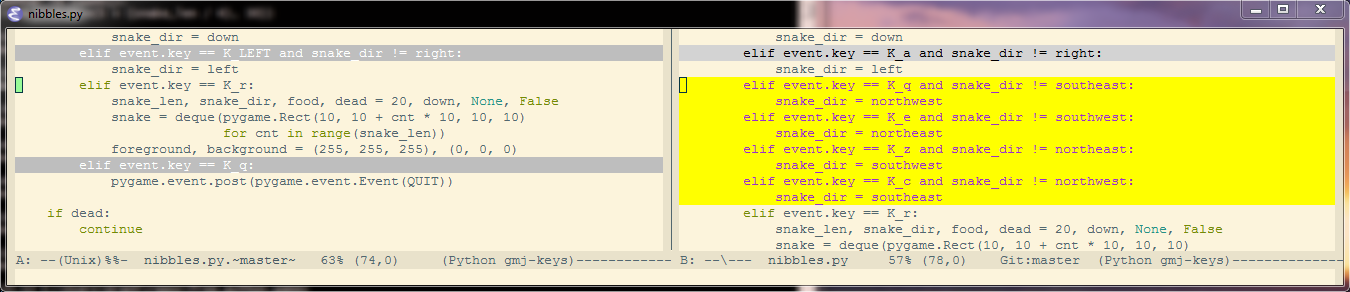 nibbles.py
snake_dir = down
elif event.key == K_LEFT and snake_dir != right:
snake_dir = left
elif event.key == K_r:
snake_len, snake_dir, food, dead = 20, down, None, False
snake = deque(pygame.Rect(10, 10 + cnt * 10, 10, 10)
for cnt in range(snake_len))
foreground, background = (255, 255, 255), (0, 0, 0)
elif event.key == K_q:
pygame.event.post(pygame.event.Event(QUIT))
if dead:
continue
A: --(Unix)%%-  nibbles.py.~master~   63% (74,0)     (Python gmj-keys)------------
snake_dir = down
elif event.key == K_a and snake_dir != right:
snake_dir = left
elif event.key == K_q and snake_dir != southeast:
snake_dir = northwest
elif event.key == K_e and snake_dir != southwest:
snake_dir = northeast
elif event.key == K_z and snake_dir != northeast:
snake_dir = southwest
elif event.key == K_c and snake_dir != northwest:
snake_dir = southeast
elif event.key == K_r:
snake_len, snake_dir, food, dead = 20, down, None, False
snake = deque(pygame.Rect(10, 10 + cnt * 10, 10, 10)
B: --\---  nibbles.py     57% (78,0)    Git:master  (Python gmj-keys)--------------